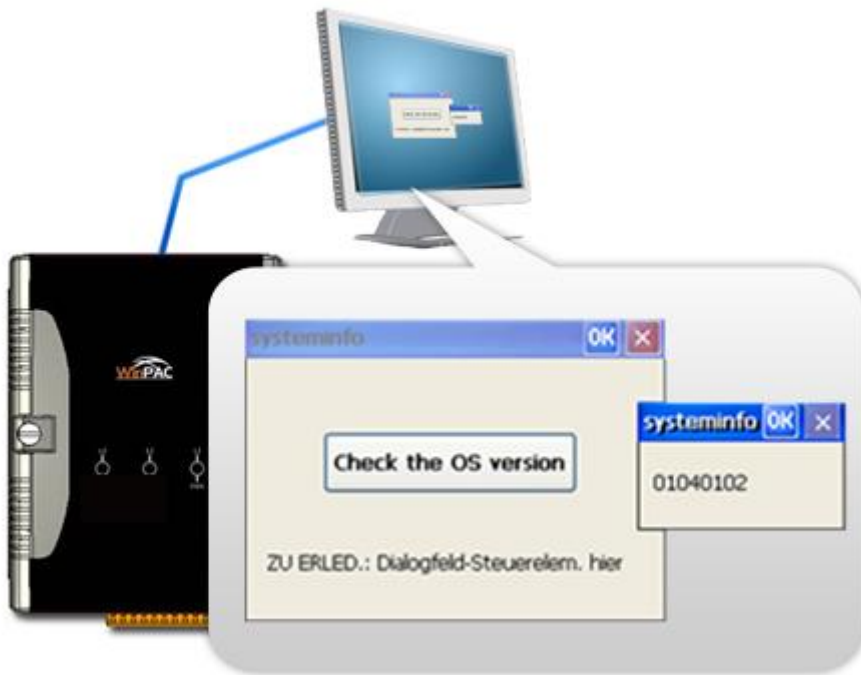 WinPAC
systeminfo OK
Check the OS version
ZU ERLED.: Dialogfeld-Steuerelem. hier
systeminfo OK
01040102